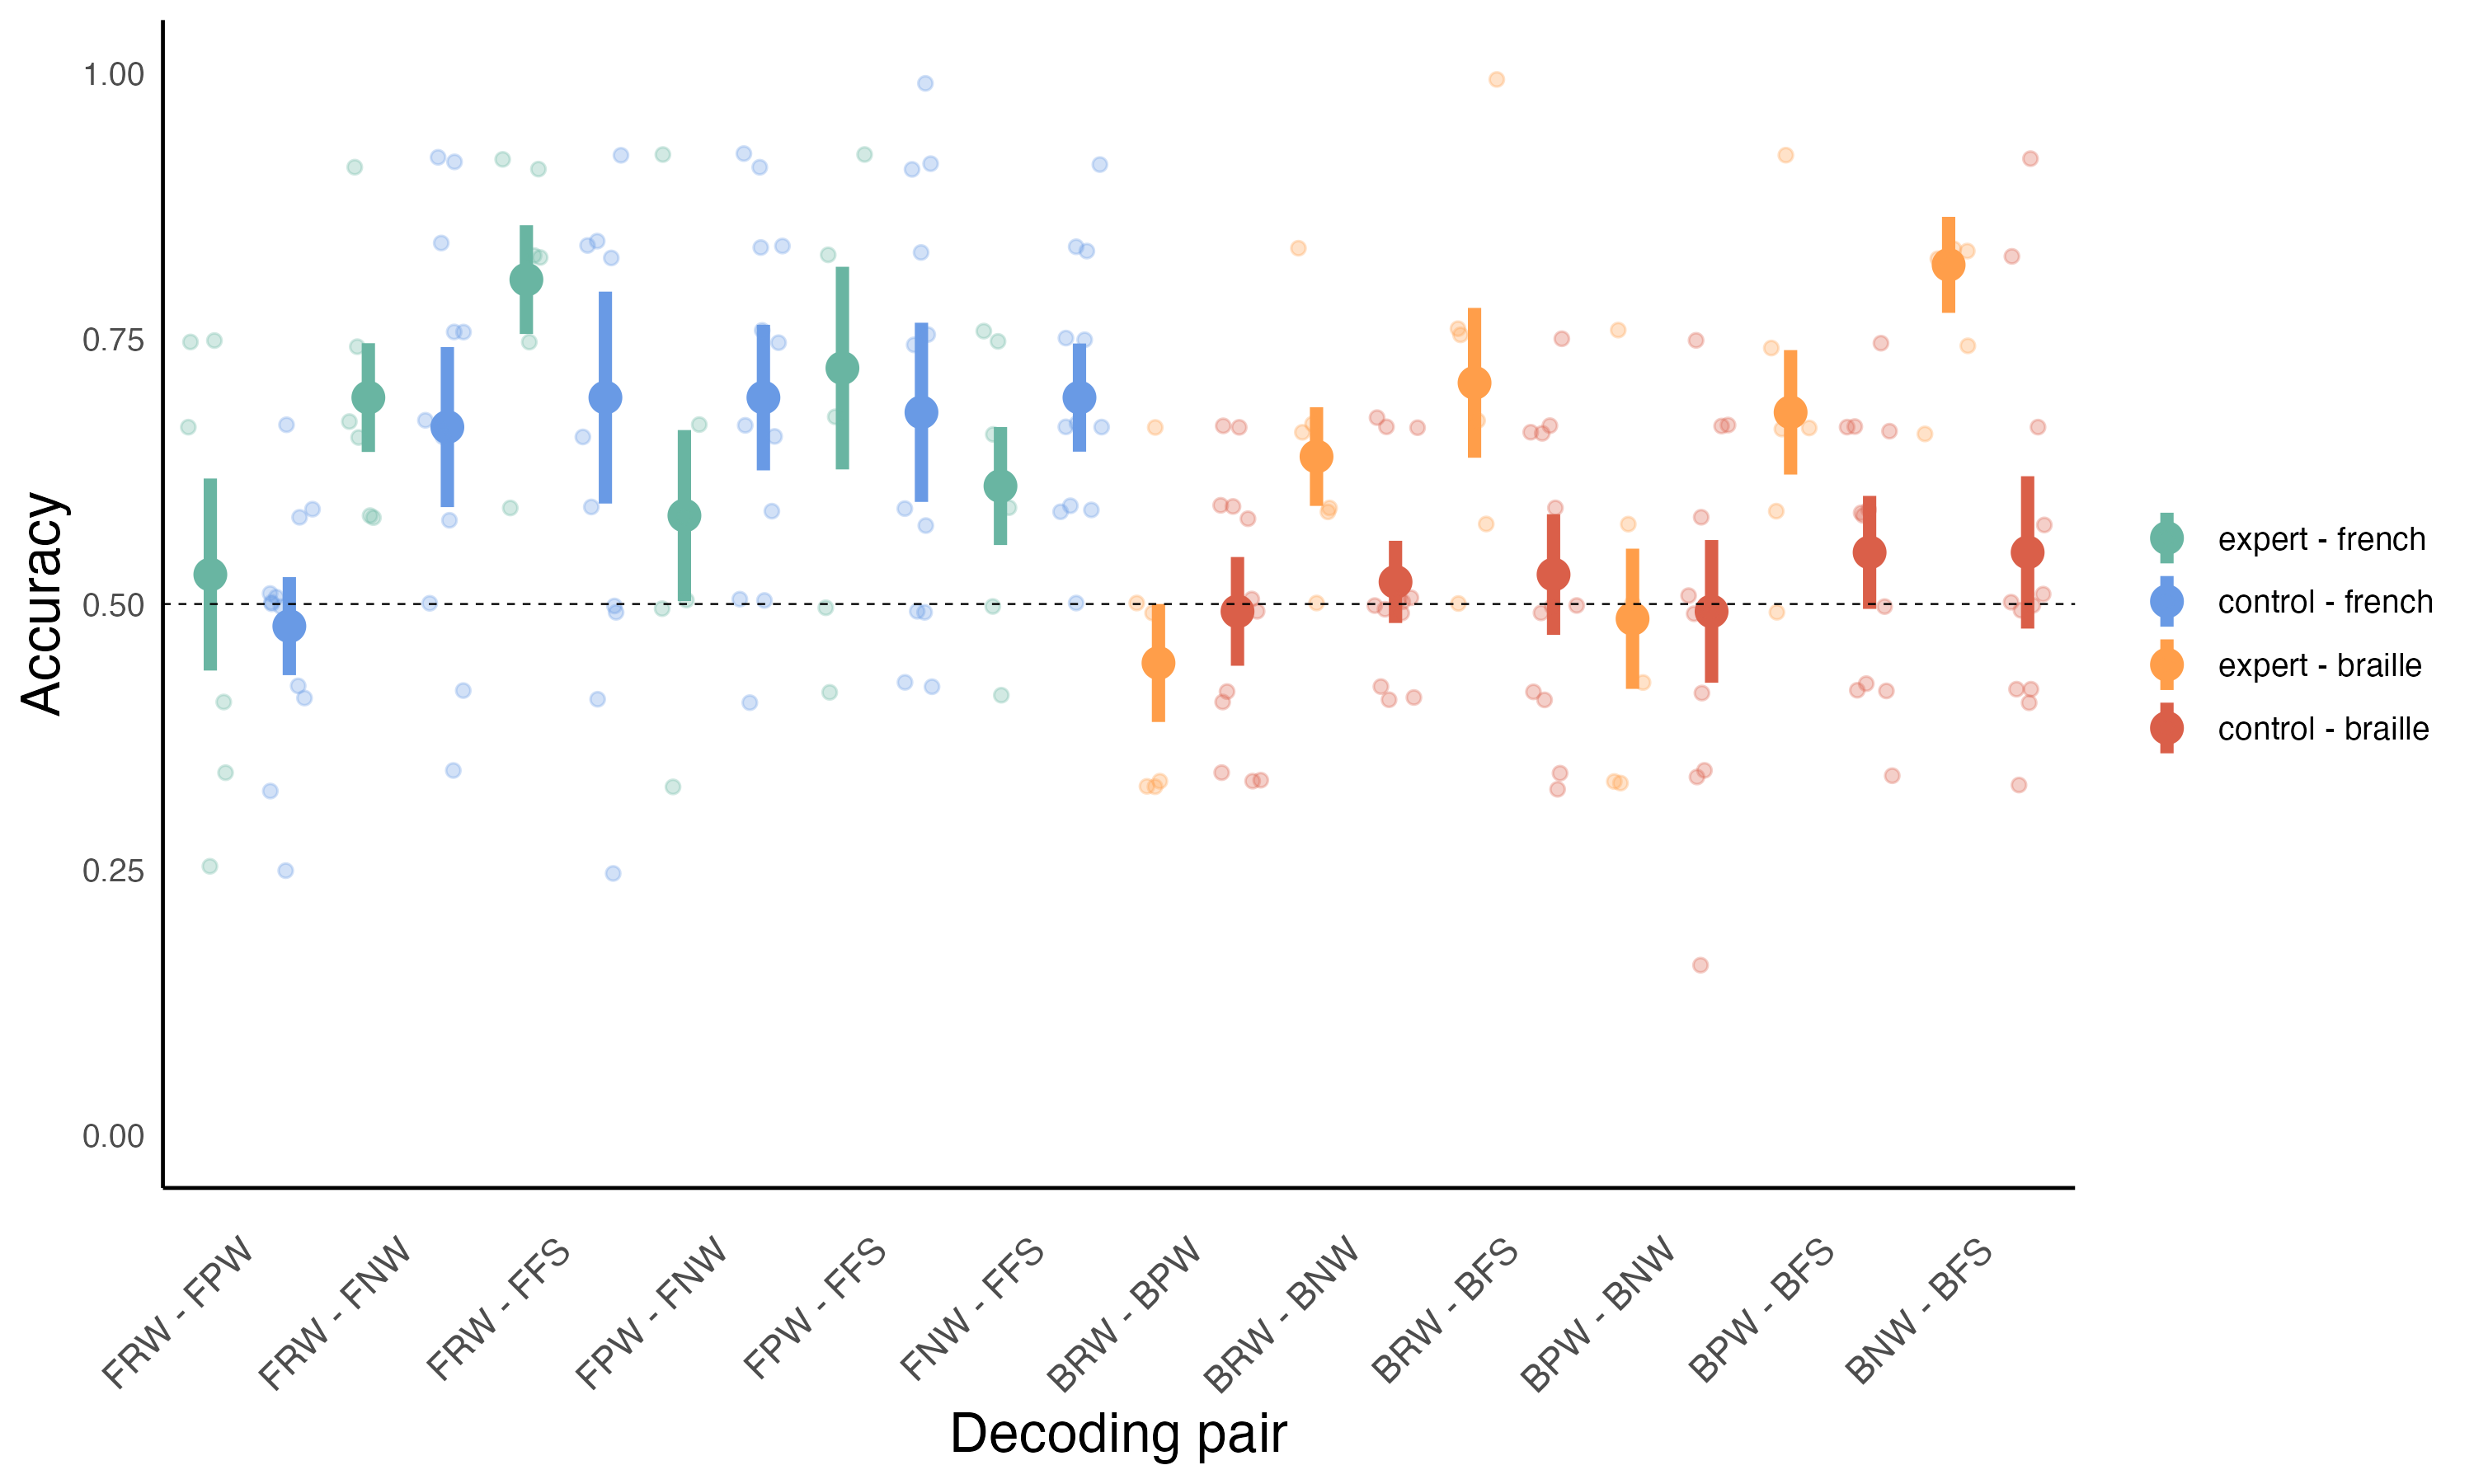 Accuracy
1.00
0.75
0.50
0.25
0.00
FRW - FPW
FRW - FNW
FRW - FFS
FPW - FNW
FPW - FFS
FNW - FFS
BRW - BPW
BRW - BNW
BRW - BFS
BPW - BNW
BPW - BFS
BNW - BFS
Decoding pair
expert - french
control - french
expert - braille
control - braille